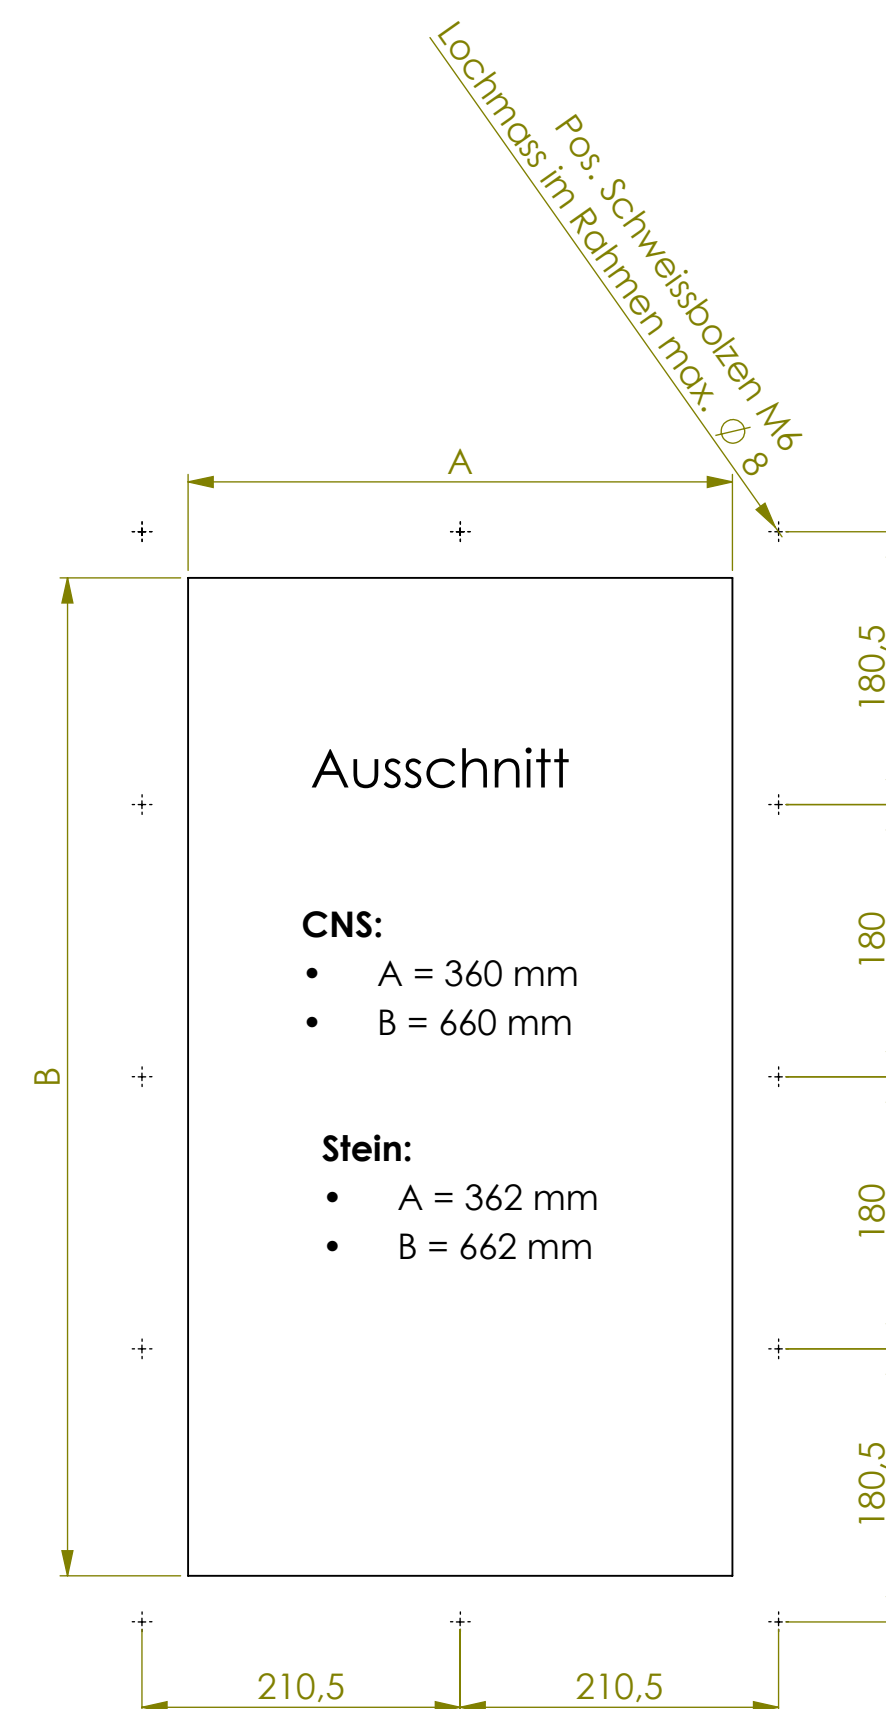 Pos. Schweissbolzen M6
Lochmass im Rahmen max. ∅ 8
A
180,5
Ausschnitt
CNS:
• A = 360 mm
• B = 660 mm
180
B
Stein:
• A = 362 mm
• B = 662 mm
180
180,5
210,5
210,5